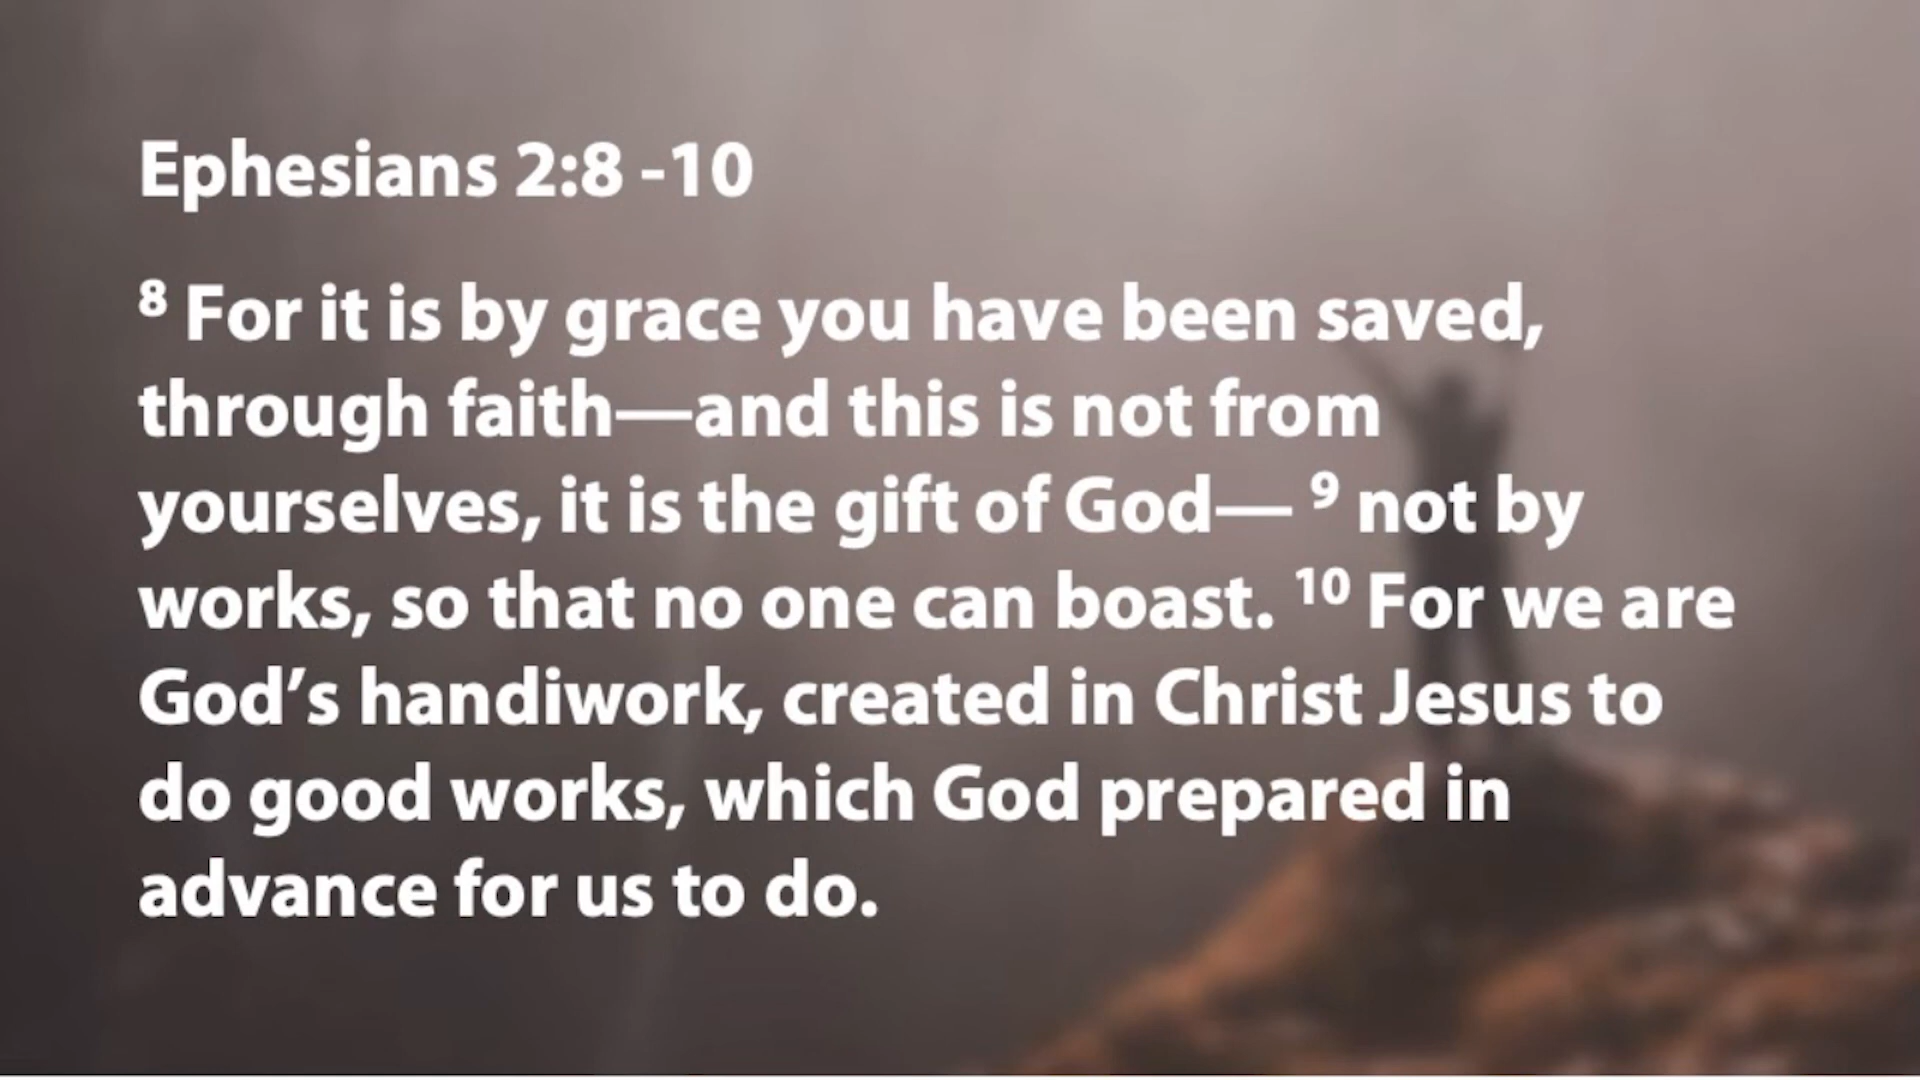 Ephesians 2:8 -10
⁸ For it is by grace you have been saved,
through faith—and this is not from
yourselves, it is the gift of God— ⁹ not by
works, so that no one can boast. ¹⁰ For we are
God’s handiwork, created in Christ Jesus to
do good works, which God prepared in
advance for us to do.